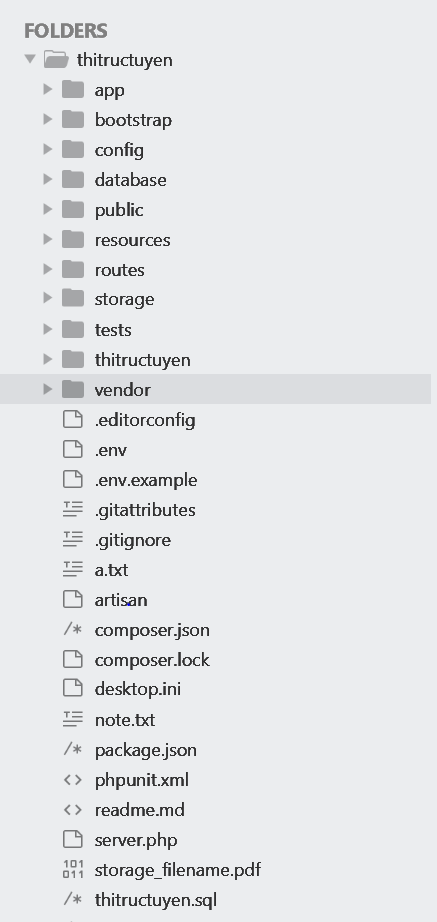 FOLDERS
thitructuyen
app
bootstrap
config
database
public
resources
routes
storage
tests
thitructuyen
vendor
.editorconfig
.env
.env.example
.gitattributes
.gitignore
a.txt
artisan
/* composer.json
composer.lock
desktop.ini
note.txt
/* package.json
<> phpunit.xml
<> readme.md
server.php
101
011 storage_filename.pdf
/* thitructuyen.sql